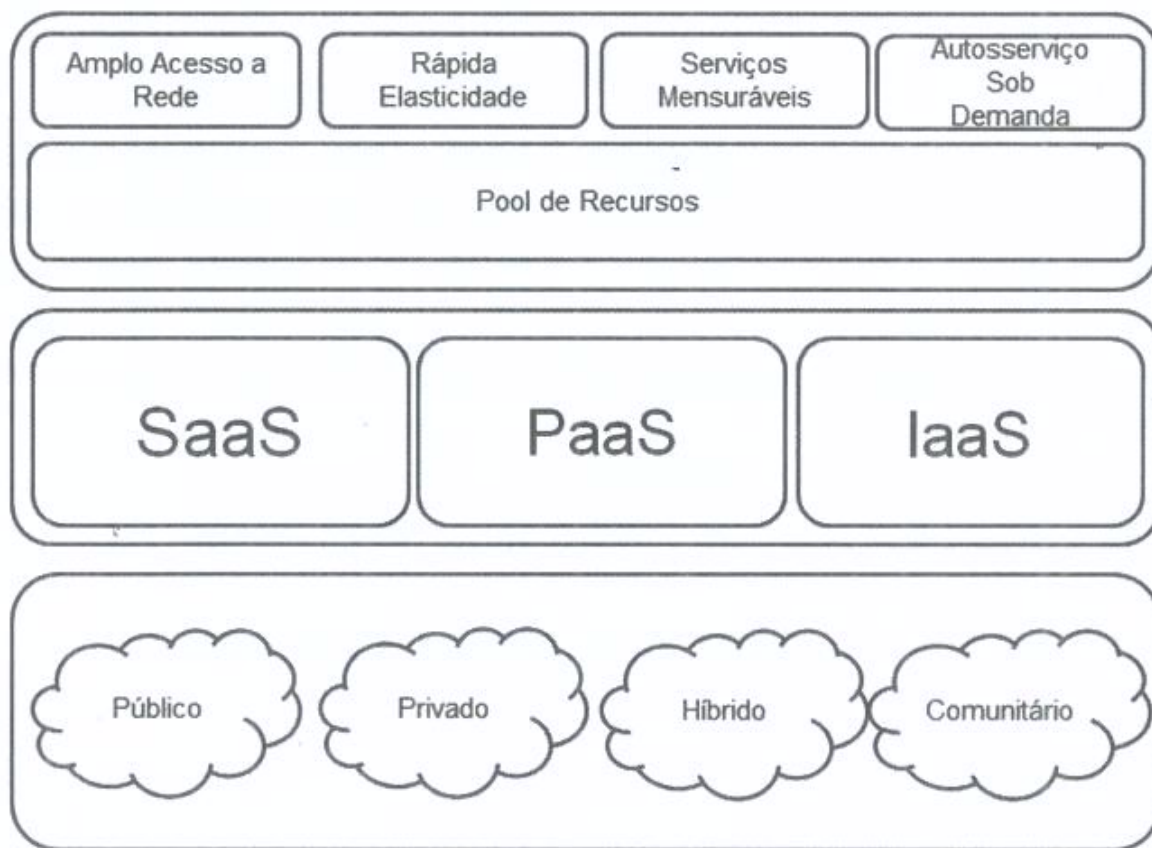 Amplo Acesso a
Rede
Rápida
Elasticidade
Serviços
Mensuráveis
Autosserviço
Sob
Demanda
Pool de Recursos
SaaS
PaaS
IaaS
Público
Privado
Híbrido
Comunitário